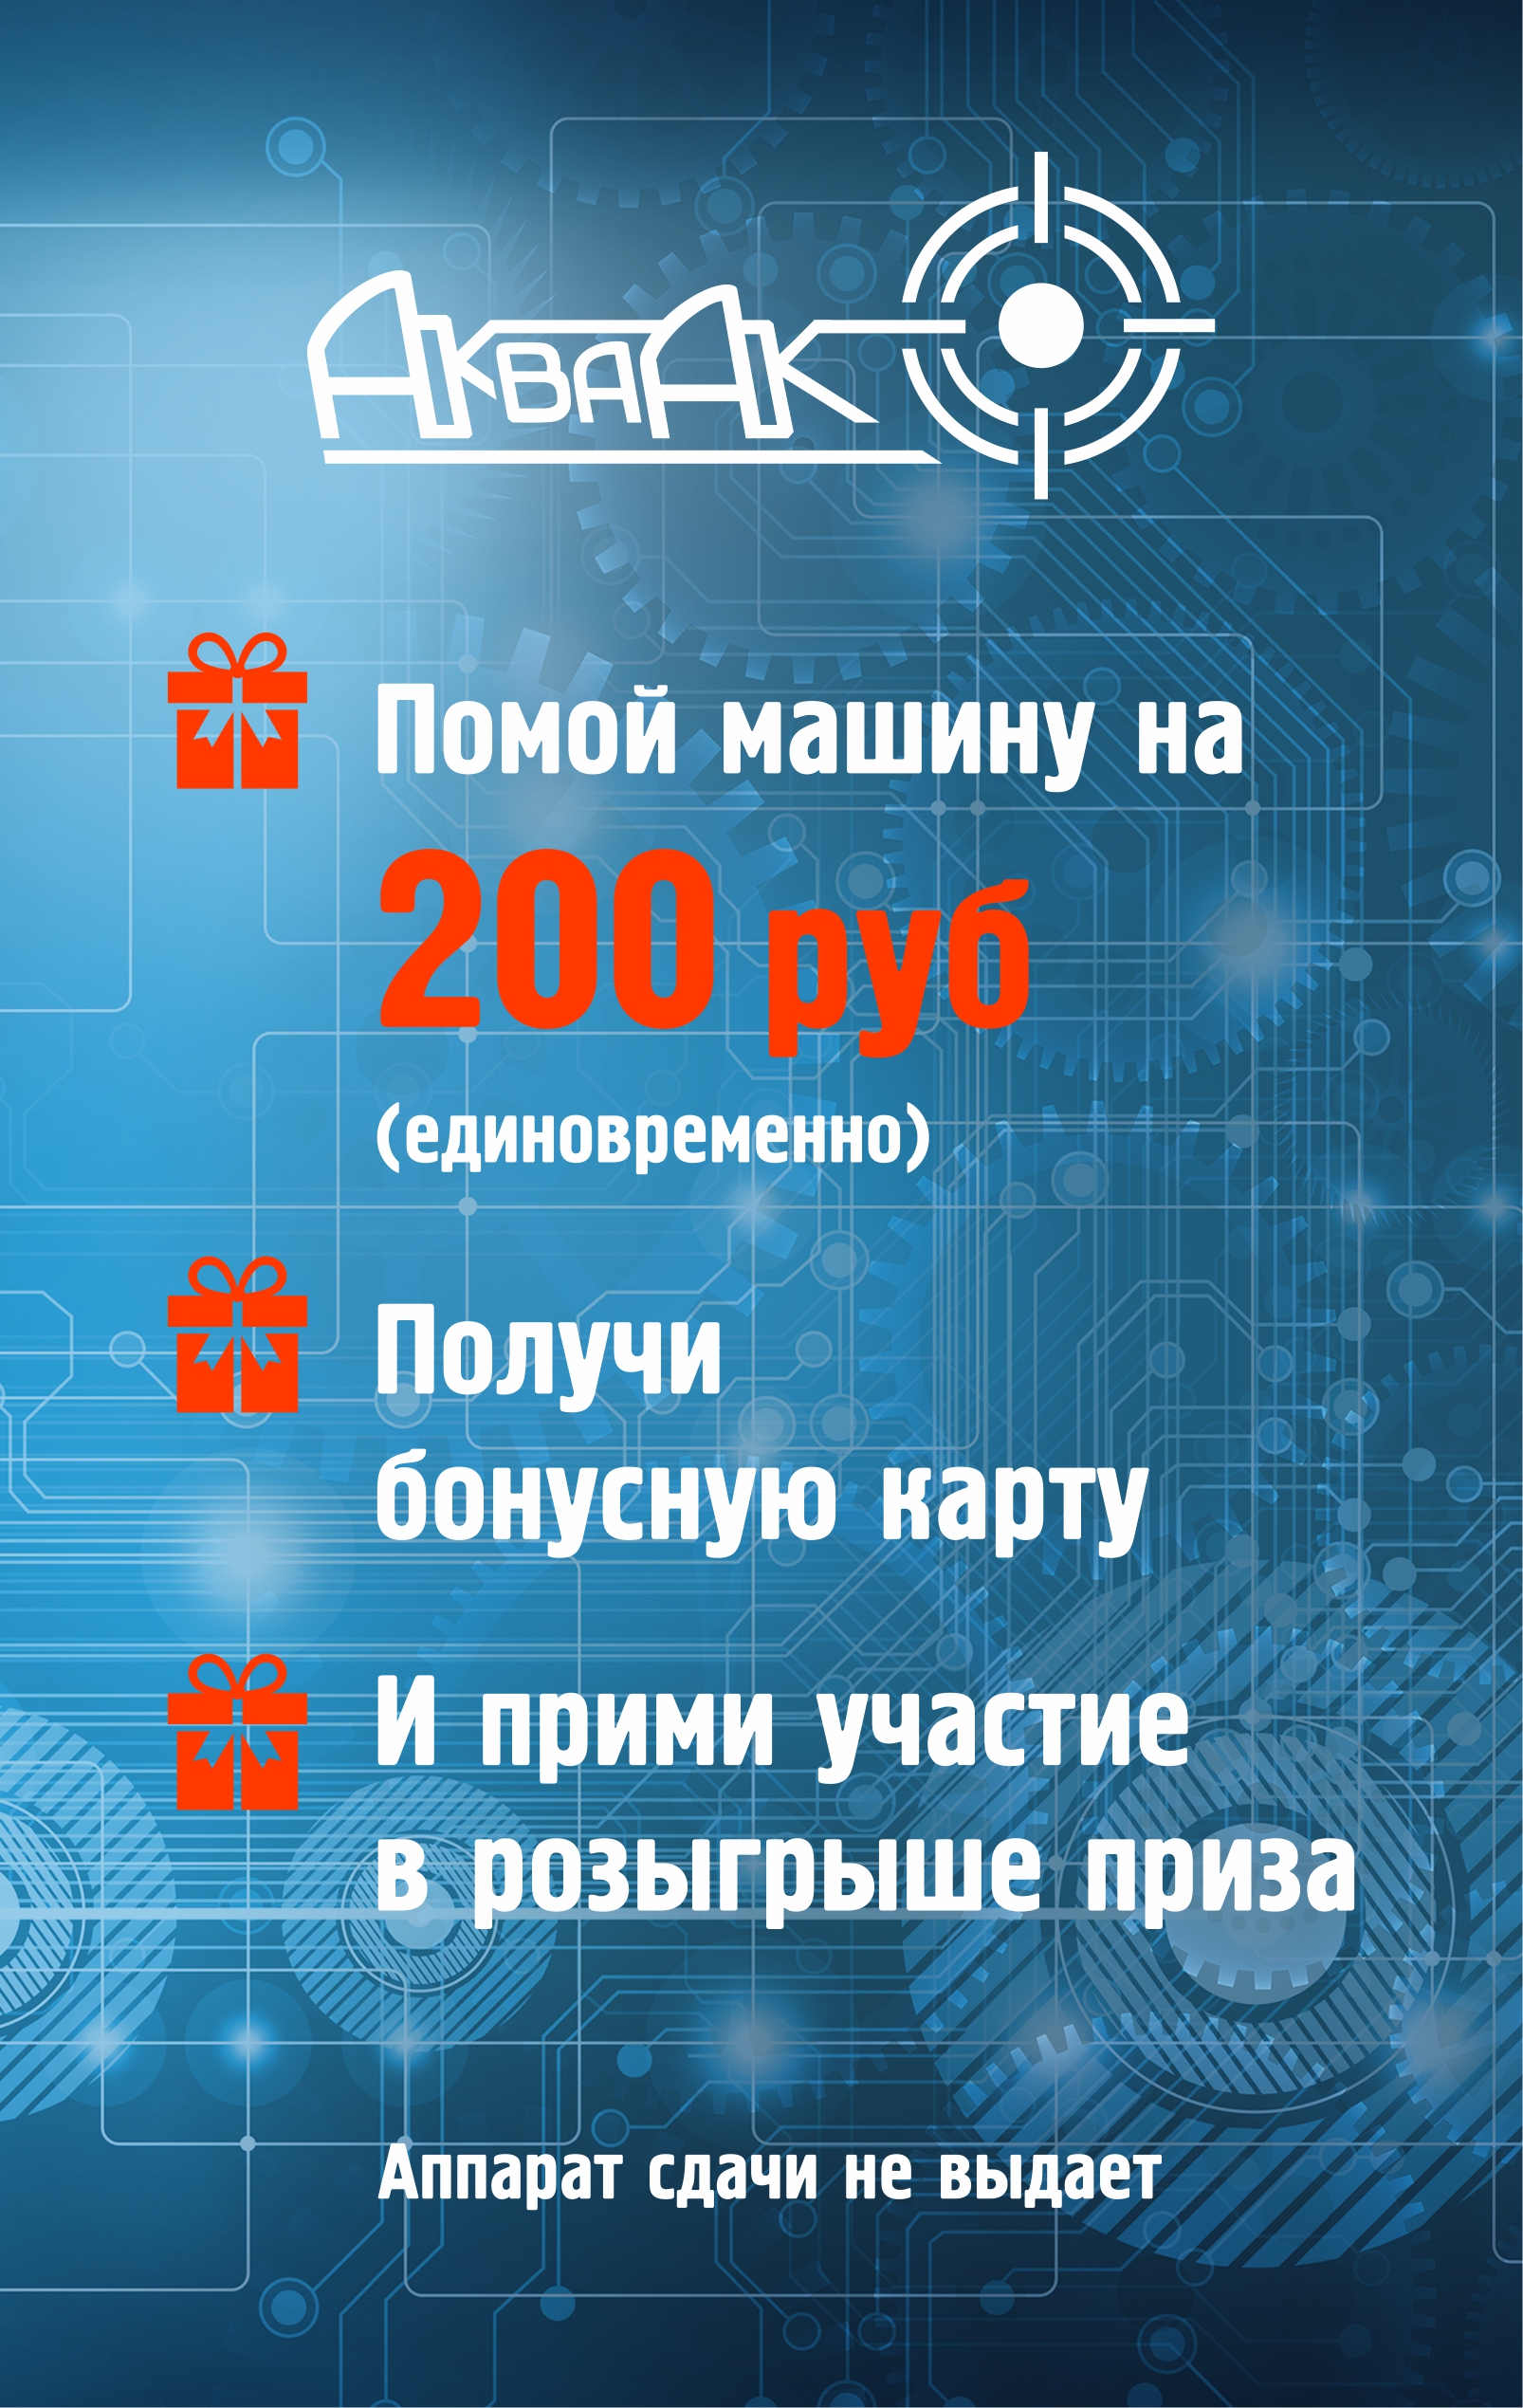 АкваАк
Помой машину на
200 руб
(единовременно)
Получи
бонусную карту
И прими участие
в розыгрыше приза
Аппарат сдачи не выдает